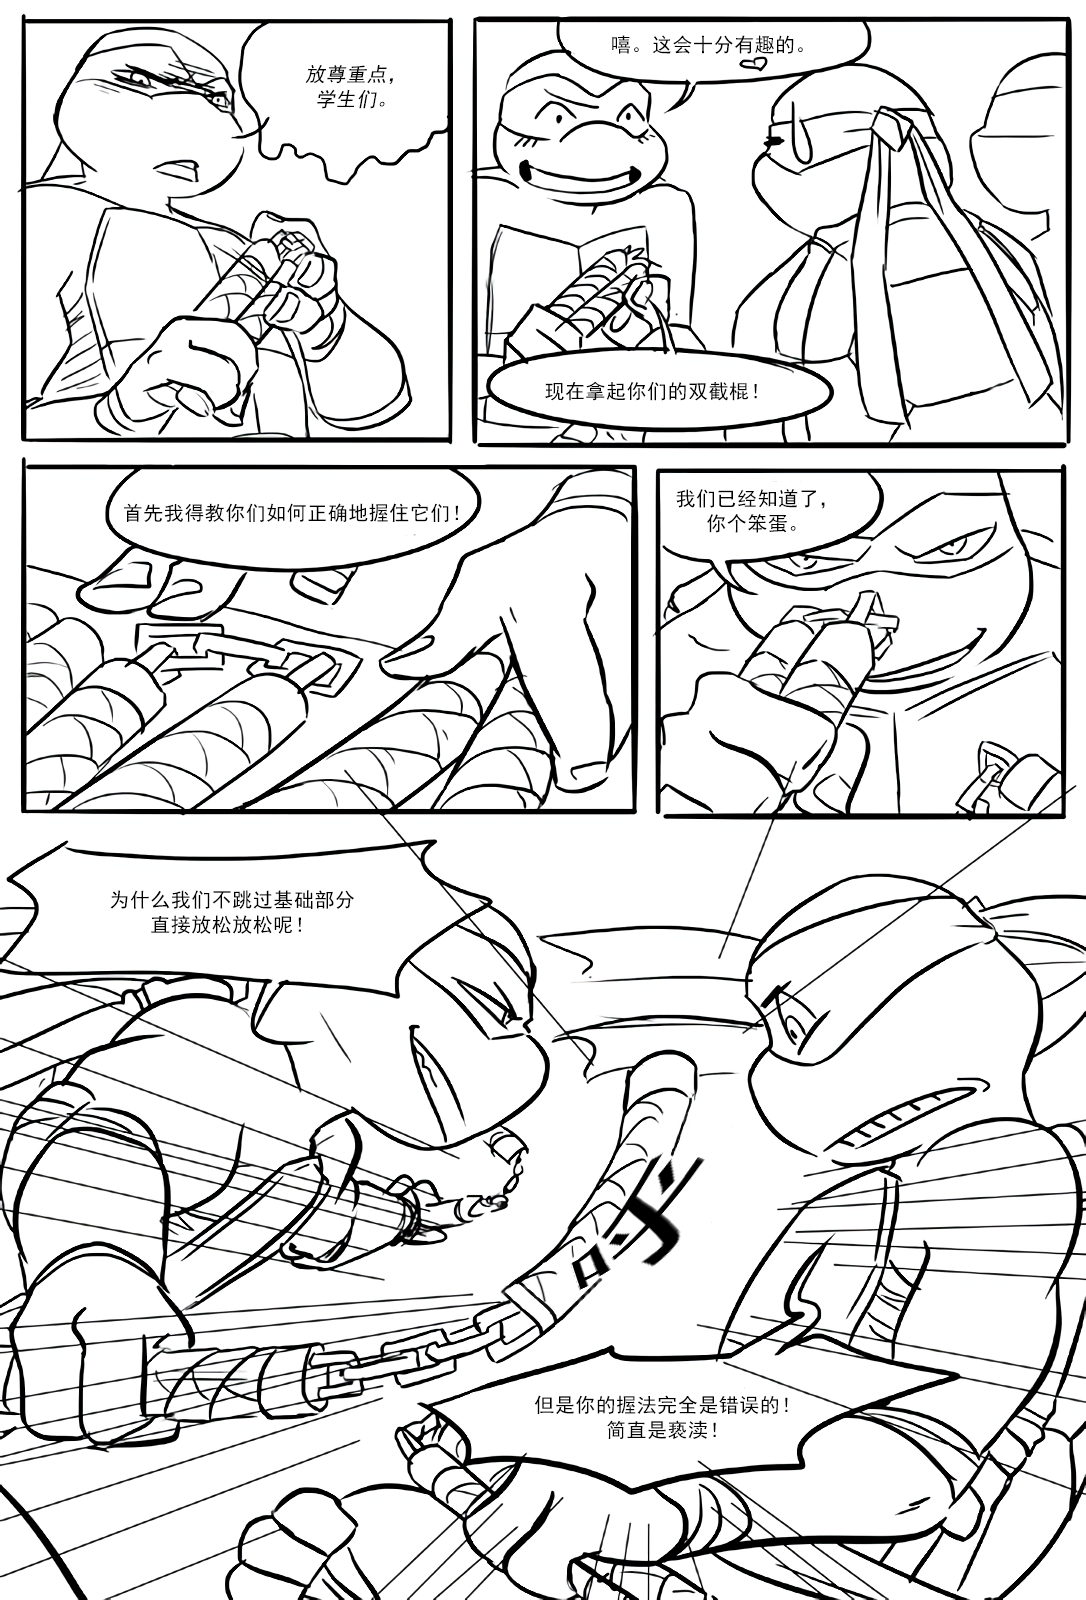 放尊重点，
学生们。
嘻。这会十分有趣的。
现在拿起你们的双截棍！
首先我得教你们如何正确地握住它们！
我们已经知道了，
你个笨蛋。
为什么我们不跳过基础部分
直接放松放松呢！
呼
但是你的握法完全是错误的！
简直是亵渎！